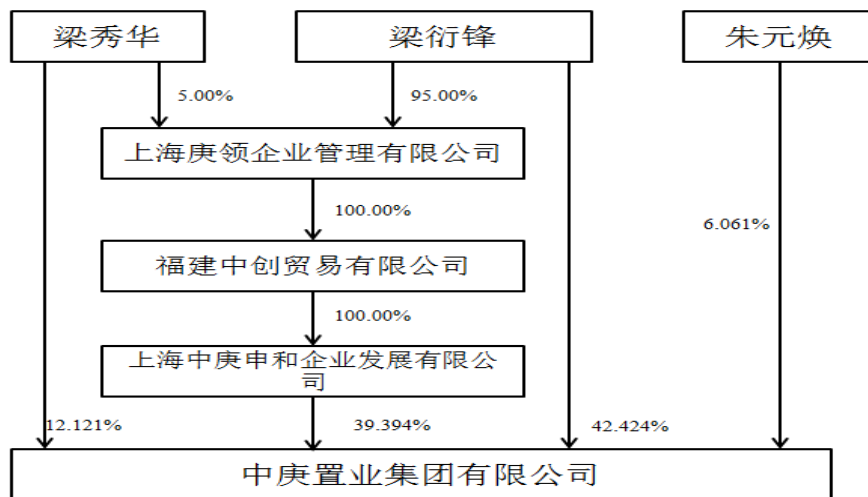 梁秀华
梁衍锋
朱元焕
5.00%
95.00%
上海庚领企业管理有限公司
100.00%
6.061%
福建中创贸易有限公司
100.00%
上海中庚申和企业发展有限公
司
12.121%
39.394%
42.424%
中庚置业集团有限公司